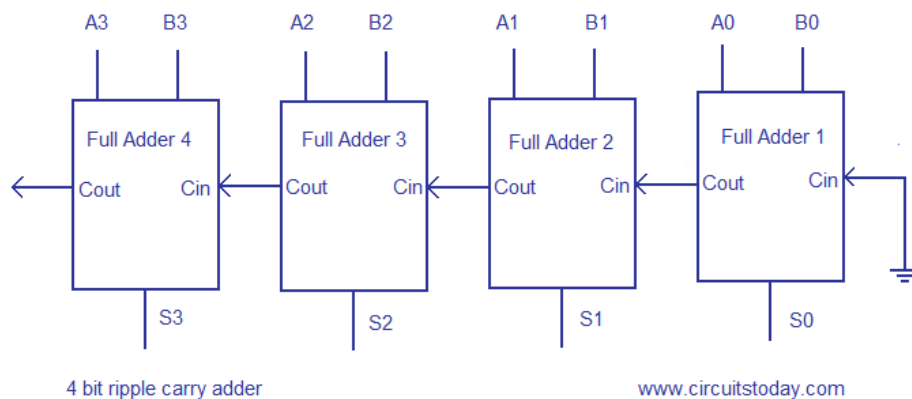 A3 B3 A2 B2 A1 B1 A0 B0
Full Adder 4 Full Adder 3 Full Adder 2 Full Adder 1
Cout Cin Cout Cin Cout Cin Cout Cin
S3 S2 S1 S0
4 bit ripple carry adder www.circuitstoday.com